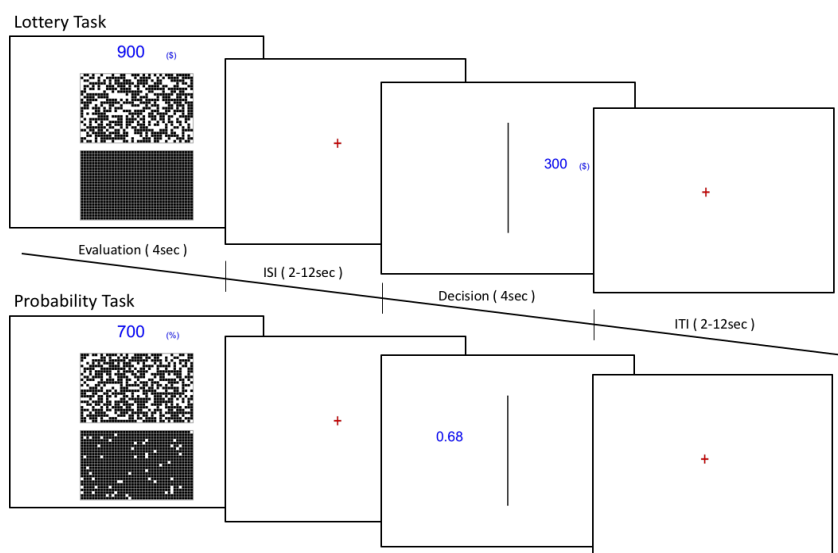 Lottery Task
900 ($)
300 ($)
Evaluation ( 4sec )
ISI ( 2-12sec )
Decision ( 4sec )
ITI ( 2-12sec )
Probability Task
700 (%)
0.68